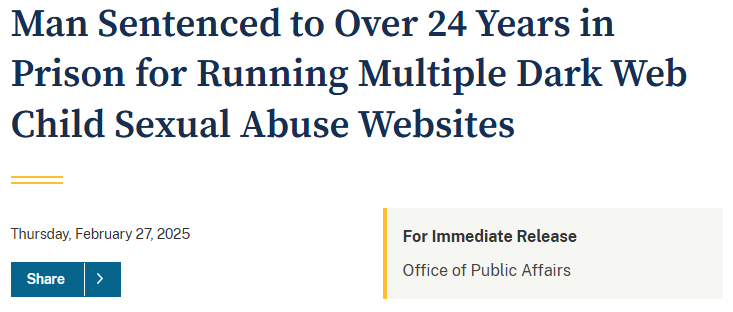 Man Sentenced to Over 24 Years in
Prison for Running Multiple Dark Web
Child Sexual Abuse Websites
Thursday, February 27, 2025
Share
For Immediate Release
Office of Public Affairs